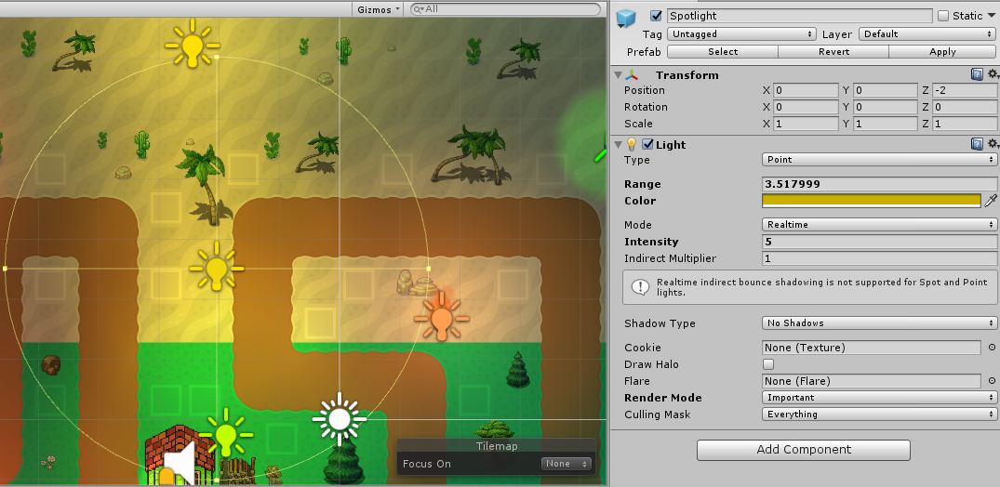 Gizmos All
Spotlight Static
Tag Untagged Layer Default
Prefab Select Revert Apply
Transform
Position X 0 Y 0 Z -2
Rotation X 0 Y 0 Z 0
Scale X 1 Y 1 Z 1
Light
Type Point
Range 3.517999
Color
Mode Realtime
Intensity 5
Indirect Multiplier 1
Realtime indirect bounce shadowing is not supported for Spot and Point
lights.
Shadow Type No Shadows
Cookie None (Texture)
Draw Halo
Flare None (Flare)
Render Mode Important
Culling Mask Everything
Add Component
Tilemap
Focus On None